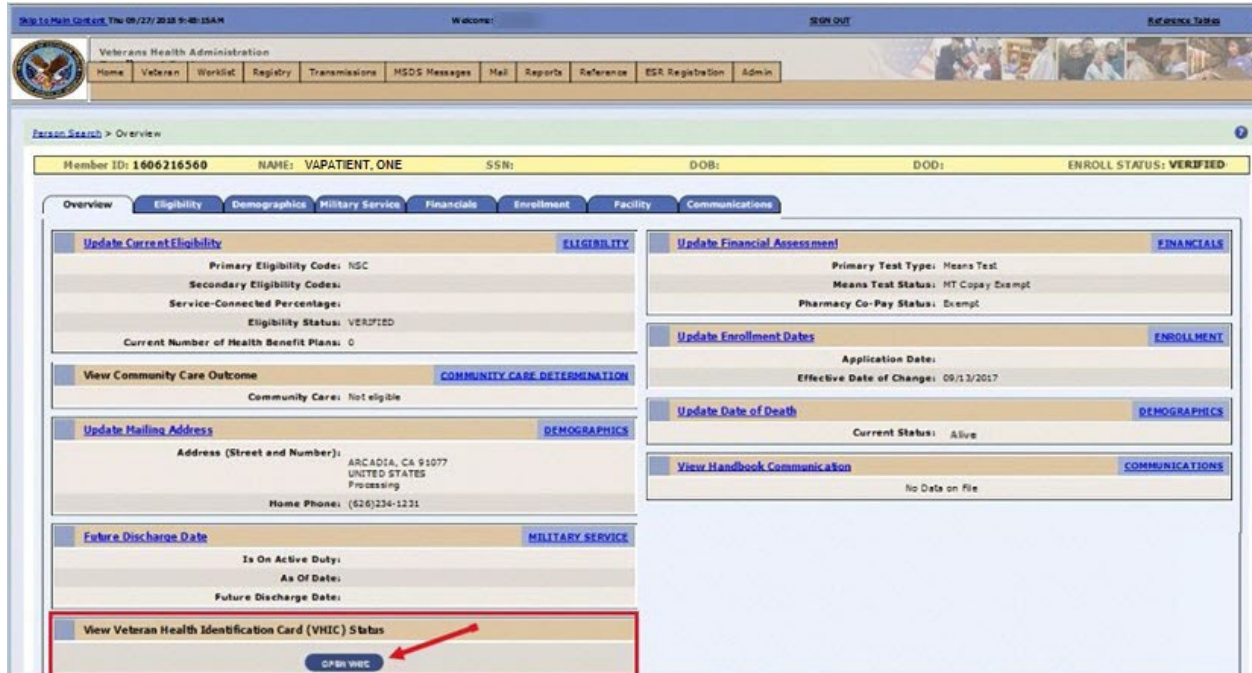 Skip to Main Content Thu 09/27/2018 9:48:15AM Welcome: SIGN OUT Reference Tables
Veterans Health Administration
Home Veteran Worklist Registry Transmissions MSDS Messages Mail Reports Reference ESR Registration Admin
Person Search > Overview
Member ID: 1606216560 NAME: VAPATIENT, ONE SSN: DOB: DOD: ENROLL STATUS: VERIFIED
Overview Eligibility Demographics Military Service Financials Enrollment Facility Communications
Update Current Eligibility ELIGIBILITY
Primary Eligibility Code: NSC
Secondary Eligibility Codes:
Service-Connected Percentage:
Eligibility Status: VERIFIED
Current Number of Health Benefit Plans: 0
View Community Care Outcome COMMUNITY CARE DETERMINATION
Community Care: Not eligible
Update Mailing Address DEMOGRAPHICS
Address (Street and Number):
ARCADIA, CA 91077
UNITED STATES
Processing
Home Phone: (626)234-1231
Future Discharge Date MILITARY SERVICE
Is On Active Duty:
As Of Date:
Future Discharge Date:
View Veteran Health Identification Card (VHIC) Status
OPEN VHIC
Update Financial Assessment FINANCIALS
Primary Test Type: Means Test
Means Test Status: MT Copay Exempt
Pharmacy Co-Pay Status: Exempt
Update Enrollment Dates ENROLLMENT
Application Date:
Effective Date of Change: 09/13/2017
Update Date of Death DEMOGRAPHICS
Current Status: Alive
View Handbook Communication COMMUNICATIONS
No Data on File